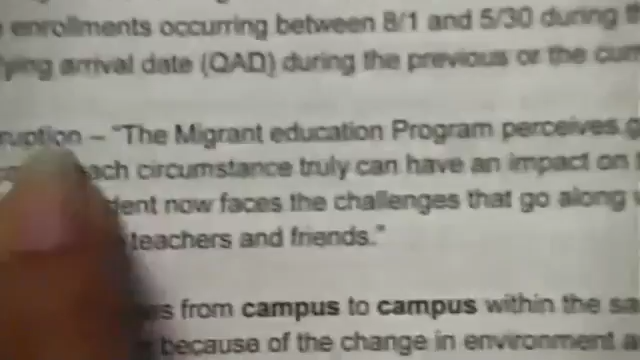 enrollments occurring between 8/1 and 5/30 during
arrival date (QAD) during the previous or the
– "The Migrant education Program perceives
circumstance truly can have an impact on
now faces the challenges that go along
teachers and friends."
from campus to campus within the
because of the change in environment